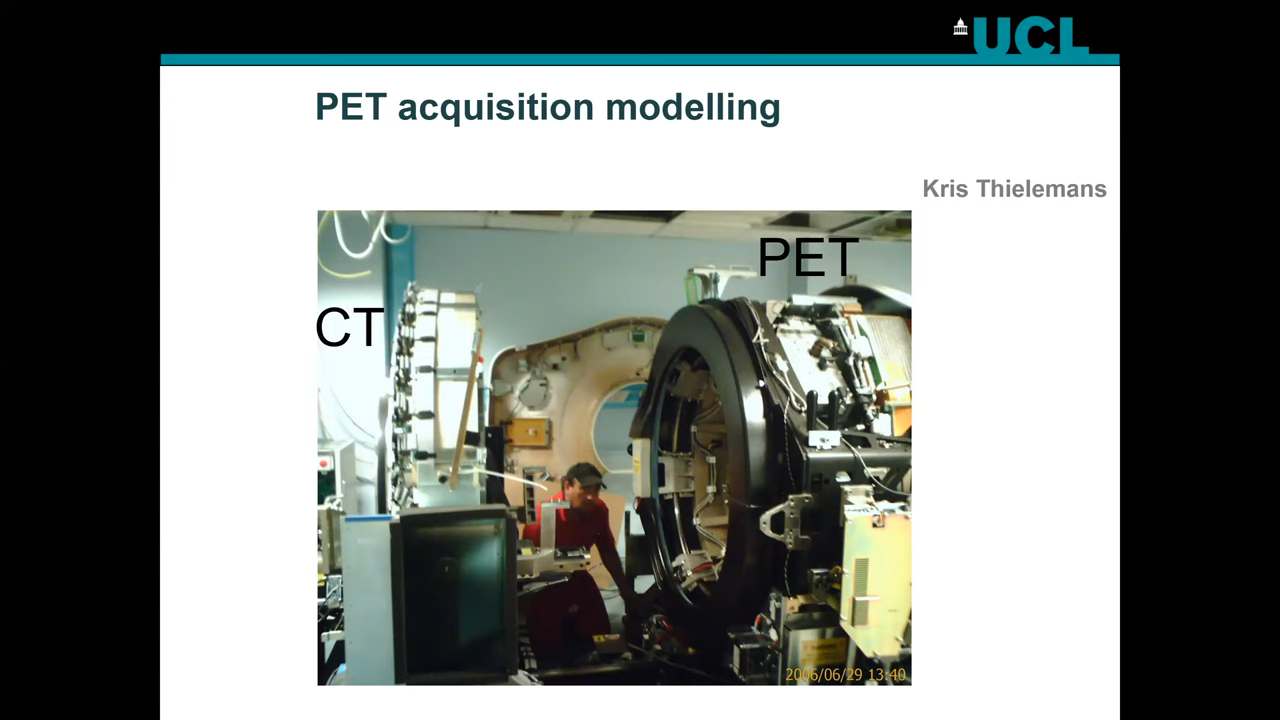 UCL
PET acquisition modelling
Kris Thielemans
PET
CT
2006/06/29 13:40